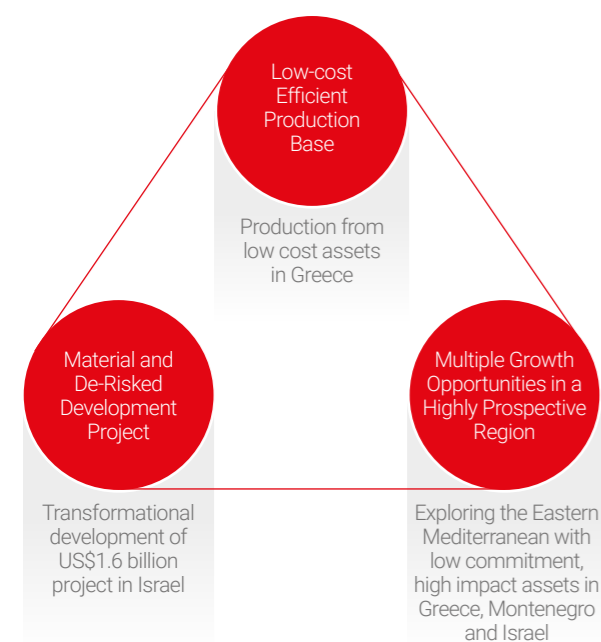 Low-cost
Efficient
Production
Base
Production from
low cost assets
in Greece
Material and
De-Risked
Development
Project
Transformational
development of
US$1.6 billion
project in Israel
Multiple Growth
Opportunities in a
Highly Prospective
Region
Exploring the Eastern
Mediterranean with
low commitment,
high impact assets in
Greece, Montenegro
and Israel